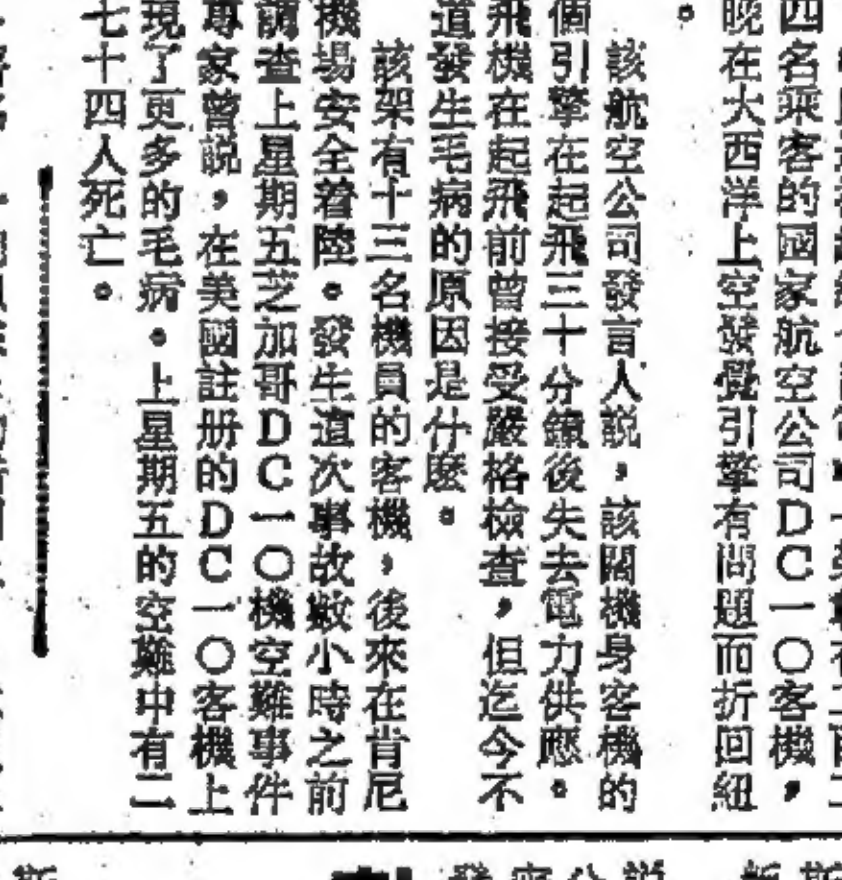 四名乘客的國家航空公司DC一〇客機，
晚在大西洋上空發覺引擎有問題而折回紐
。
該航空公司發言人說，該闊機身客機的
個引擎在起飛三十分鐘後失去電力供應。
飛機在起飛前曾接受嚴格檢查，但迄今不
道發生毛病的原因是什麼。
該架有十三名機員的客機，後來在肯尼
機場安全着陸。發生這次事故數小時之前
調查上星期五芝加哥DC一〇機空難事件
專家曾說，在美國註册的DC一〇客機上
現了更多的毛病。上星期五的空難中有二
七十四人死亡。